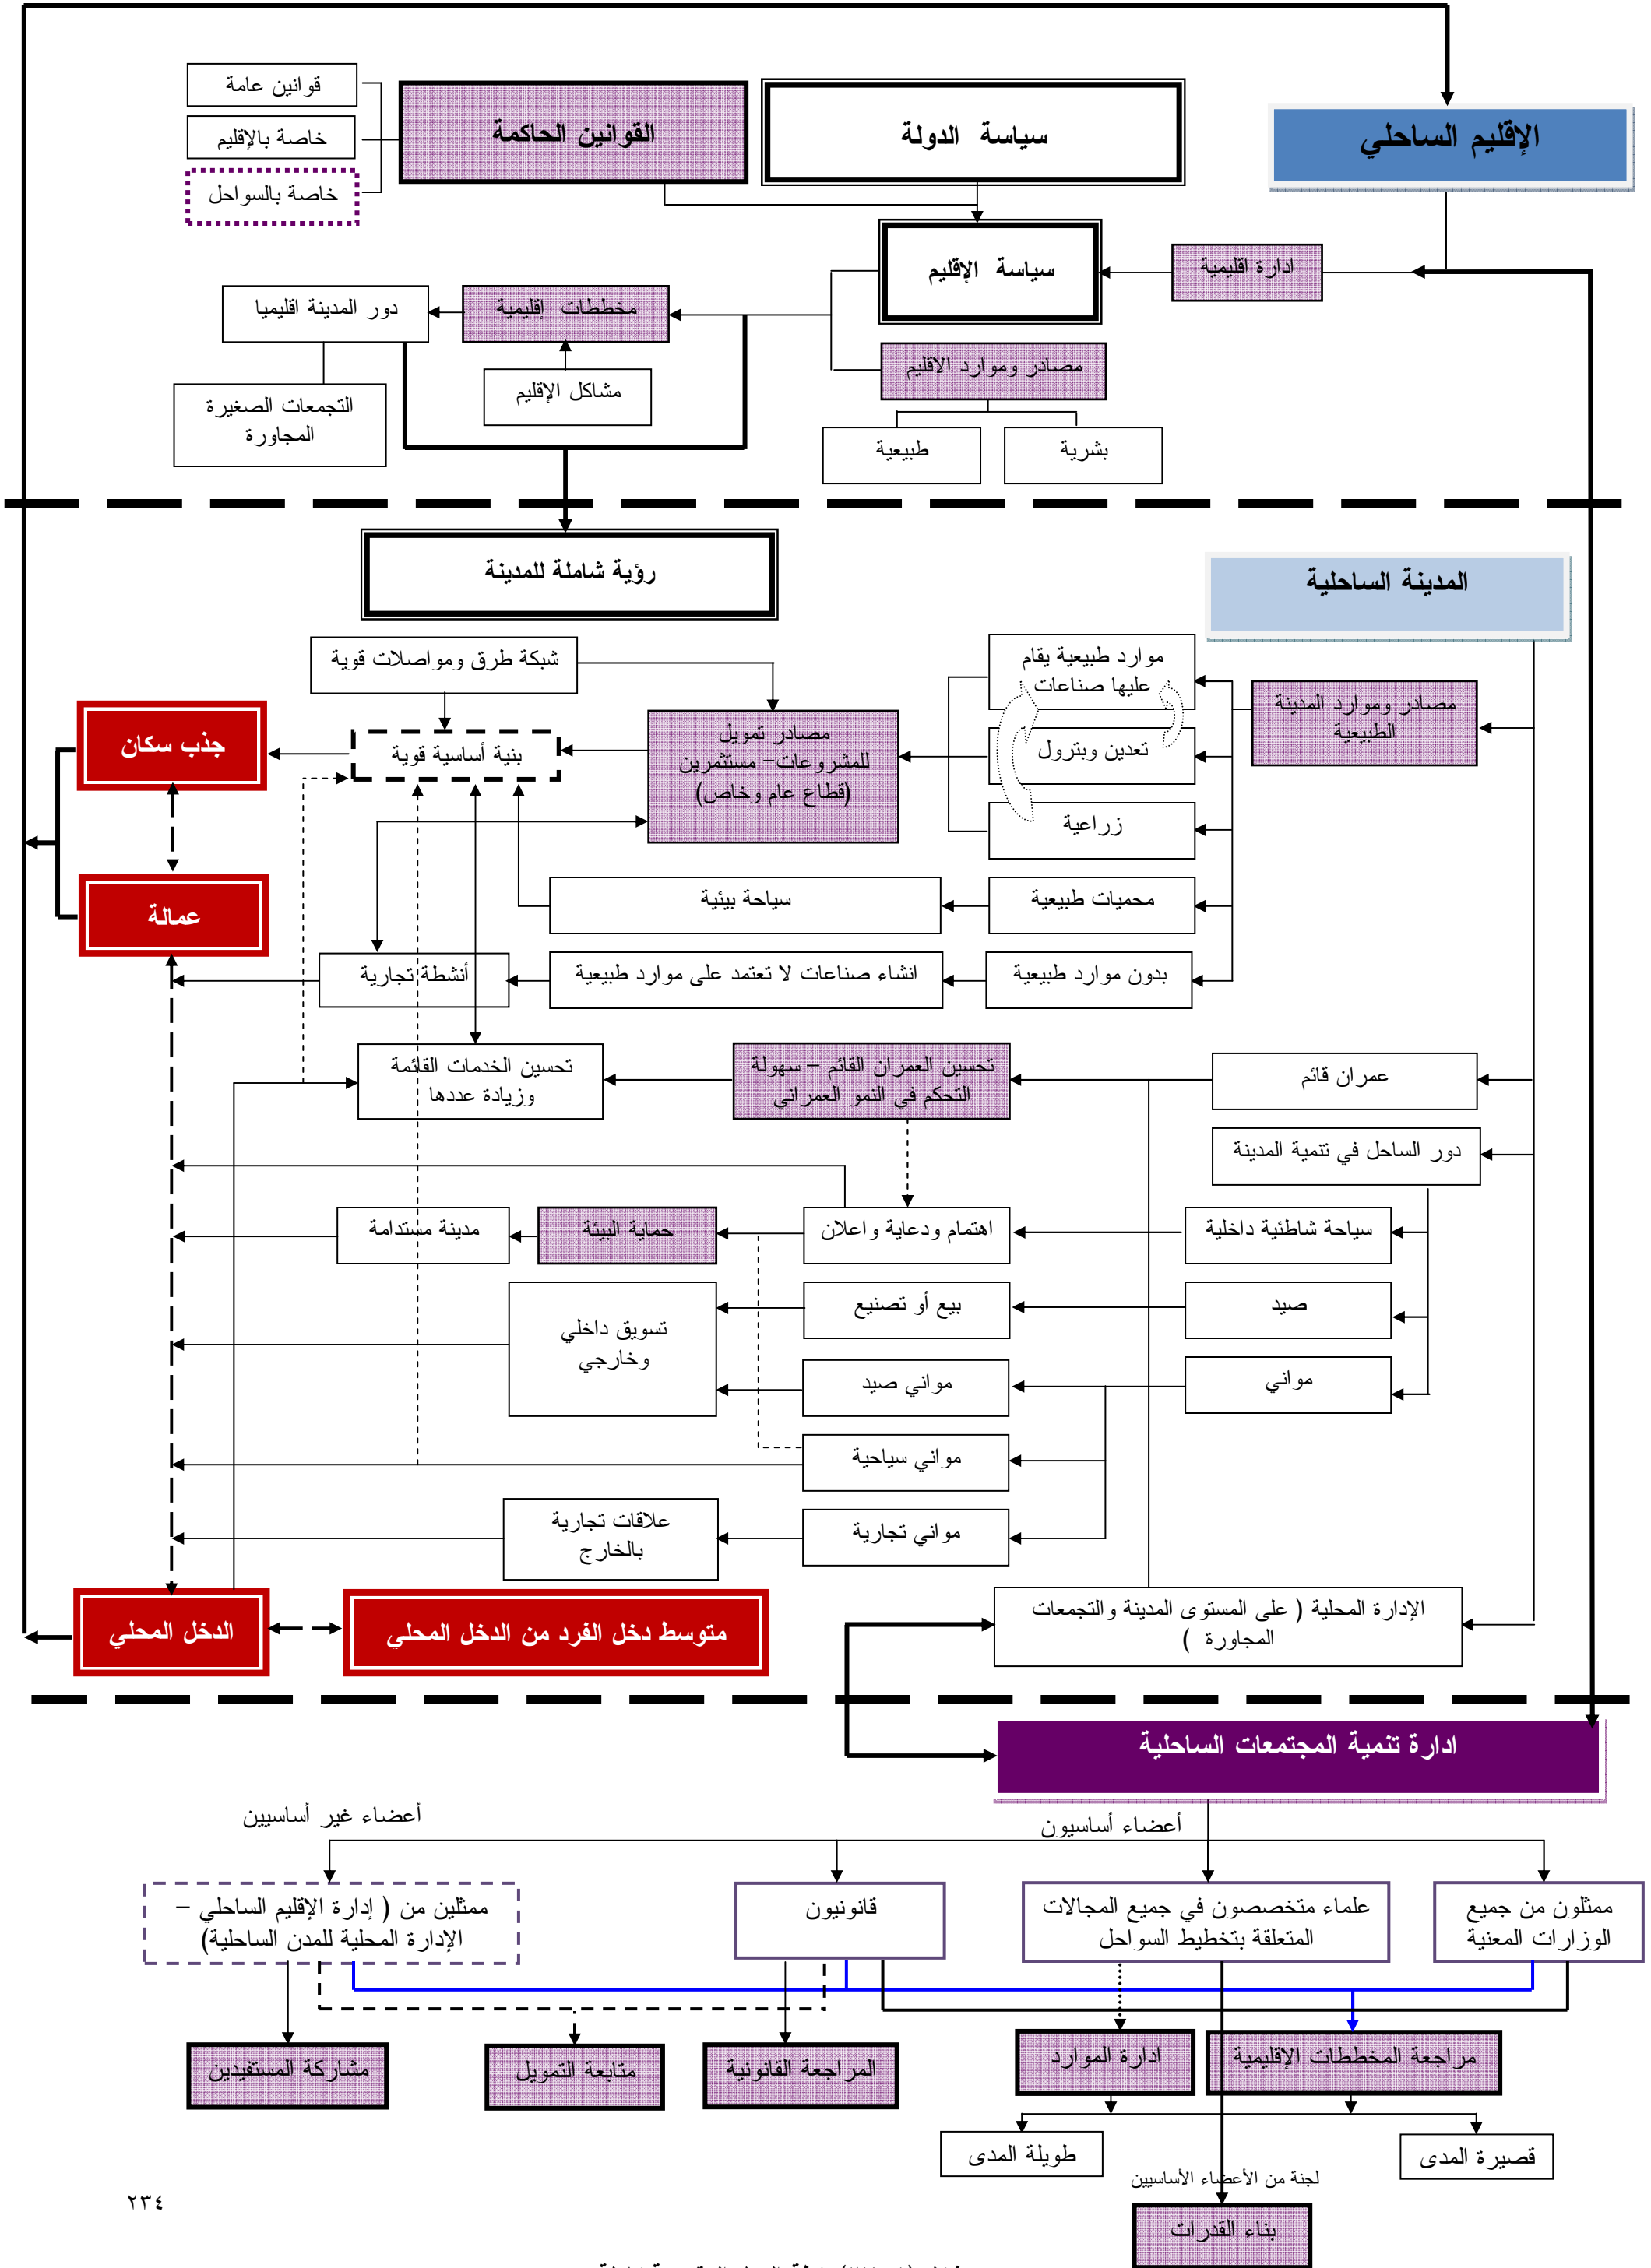 الإقليم الساحلي
سياسة الدولة
القوانين الحاكمة
قوانين عامة
خاصة بالإقليم
خاصة بالسواحل
سياسة الإقليم
ادارة اقليمية
مخططات إقليمية
دور المدينة اقليميا
التجمعات الصغيرة
المجاورة
مشاكل الإقليم
مصادر وموارد الاقليم
بشرية
طبيعية
رؤية شاملة للمدينة
المدينة الساحلية
شبكة طرق ومواصلات قوية
موارد طبيعية يقام
عليها صناعات
مصادر وموارد المدينة
الطبيعية
جذب سكان
بنية أساسية قوية
مصادر تمويل
للمشروعات- مستثمرين
(قطاع عام وخاص)
تعدين وبترول
زراعية
عمالة
سياحة بيئية
محميات طبيعية
أنشطة تجارية
انشاء صناعات لا تعتمد على موارد طبيعية
بدون موارد طبيعية
تحسين الخدمات القائمة
وزيادة عددها
تحسين العمران القائم – سهولة
التحكم في النمو العمراني
عمران قائم
دور الساحل في تنمية المدينة
مدينة مستدامة
حماية البيئة
اهتمام ودعاية واعلان
سياحة شاطئية داخلية
تسويق داخلي
وخارجي
بيع أو تصنيع
صيد
مواني صيد
مواني
مواني سياحية
علاقات تجارية
بالخارج
مواني تجارية
الدخل المحلي
متوسط دخل الفرد من الدخل المحلي
الإدارة المحلية ( على المستوى المدينة والتجمعات
المجاورة )
ادارة تنمية المجتمعات الساحلية
أعضاء أساسيون
أعضاء غير أساسيين
ممثلون من جميع
الوزارات المعنية
علماء متخصصون في جميع المجالات
المتعلقة بتخطيط السواحل
قانونيون
ممثلين من ( إدارة الإقليم الساحلي –
الإدارة المحلية للمدن الساحلية)
مراجعة المخططات الإقليمية
ادارة الموارد
المراجعة القانونية
متابعة التمويل
مشاركة المستفيدين
قصيرة المدى
طويلة المدى
لجنة من الأعضاء الأساسيين
بناء القدرات
٢٣٤